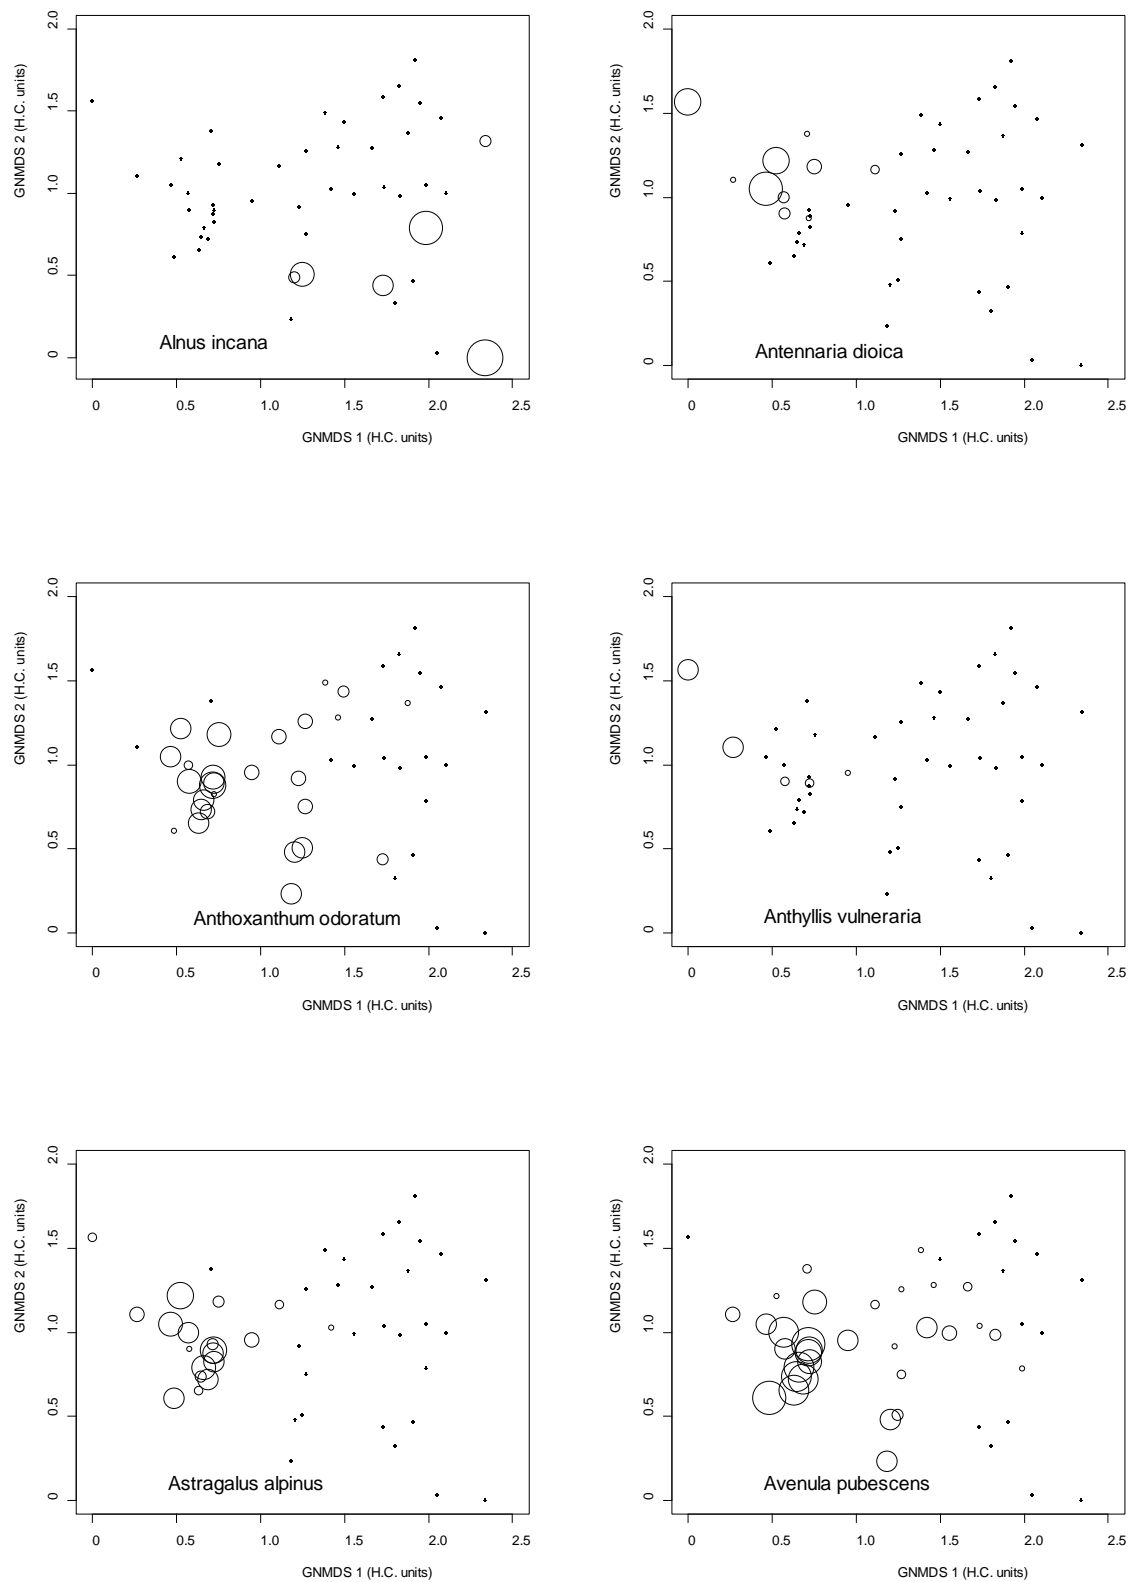 2.0
1.5
1.0
0.5
0
GNMDS 2 (H.C. units)
Alnus incana
0 0.5 1.0 1.5 2.0 2.5
GNMDS 1 (H.C. units)
2.0
1.5
1.0
0.5
0
GNMDS 2 (H.C. units)
Antennaria dioica
0 0.5 1.0 1.5 2.0 2.5
GNMDS 1 (H.C. units)
2.0
1.5
1.0
0.5
0
GNMDS 2 (H.C. units)
Anthoxanthum odoratum
0 0.5 1.0 1.5 2.0 2.5
GNMDS 1 (H.C. units)
2.0
1.5
1.0
0.5
0
GNMDS 2 (H.C. units)
Anthyllis vulneraria
0 0.5 1.0 1.5 2.0 2.5
GNMDS 1 (H.C. units)
2.0
1.5
1.0
0.5
0
GNMDS 2 (H.C. units)
Astragalus alpinus
0 0.5 1.0 1.5 2.0 2.5
GNMDS 1 (H.C. units)
2.0
1.5
1.0
0.5
0
GNMDS 2 (H.C. units)
Avenula pubescens
0 0.5 1.0 1.5 2.0 2.5
GNMDS 1 (H.C. units)